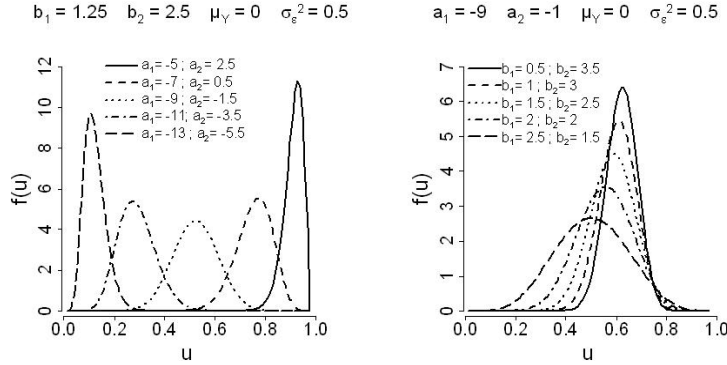 b₁ = 1.25 b₂ = 2.5 μᵧ = 0 σε² = 0.5
a₁= -5 ; a₂= 2.5
a₁= -7 ; a₂= 0.5
a₁= -9 ; a₂= -1.5
a₁= -11 ; a₂= -3.5
a₁= -13 ; a₂= -5.5
f(u)
12
10
8
6
4
2
0
0.0 0.2 0.4 0.6 0.8 1.0
u
a₁ = -9 a₂ = -1 μᵧ = 0 σε² = 0.5
b₁= 0.5 ; b₂= 3.5
b₁= 1 ; b₂= 3
b₁= 1.5 ; b₂= 2.5
b₁= 2 ; b₂= 2
b₁= 2.5 ; b₂= 1.5
f(u)
7
6
5
4
3
2
1
0
0.0 0.2 0.4 0.6 0.8 1.0
u